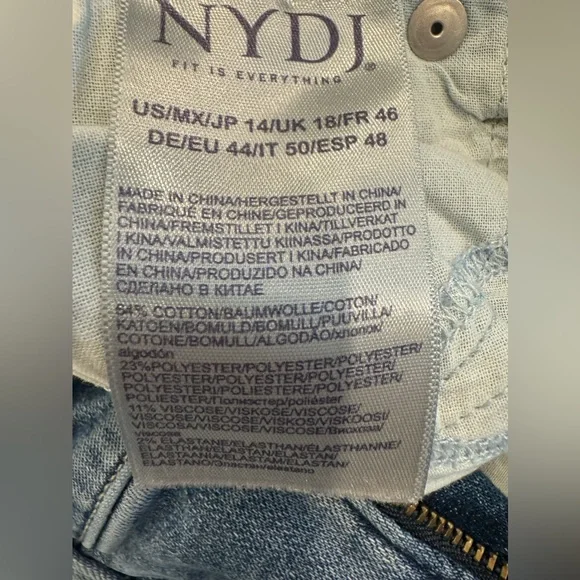 NYDJ®
FIT IS EVERYTHING
US/MX/JP 14/UK 18/FR 46
DE/EU 44/IT 50/ESP 48
MADE IN CHINA/HERGESTELLT IN CHINA/
FABRIQUÉ EN CHINE/GEPRODUCEERD IN
CHINA/FREMSTILLET I KINA/TILLVERKAT
I KINA/VALMISTETTU KIINASSA/PRODOTTO
IN CHINA/PRODUSERT I KINA/FABRICADO
EN CHINA/PRODUZIDO NA CHINA/
СДЕЛАНО В КИТАЕ
64% COTTON/BAUMWOLLE/COTON/
KATOEN/BOMULD/BOMULL/PUUVILLA/
COTONE/BOMULL/ALGODÃO/хлопок/
algodón
23%POLYESTER/POLYESTER/POLYESTER/
POLYESTER/POLYESTER/POLYESTER/
POLYESTERI/POLIESTERE/POLYESTER/
POLIESTER/Полиэстер/poliéster
11% VISCOSE/VISKOSE/VISCOSE/
VISCOSE/VISCOSE/VISKOS/VISKOOSI/
VISCOSA/VISKOSE/VISCOSE/Вискоза/
viscosa
2% ELASTANE/ELASTHAN/ELASTHANNE/
ELASTAAN/ELASTAN/ELASTAN/
ELASTAANIA/ELASTAM/ELASTAN/
ELASTANO/Эластин/elastano